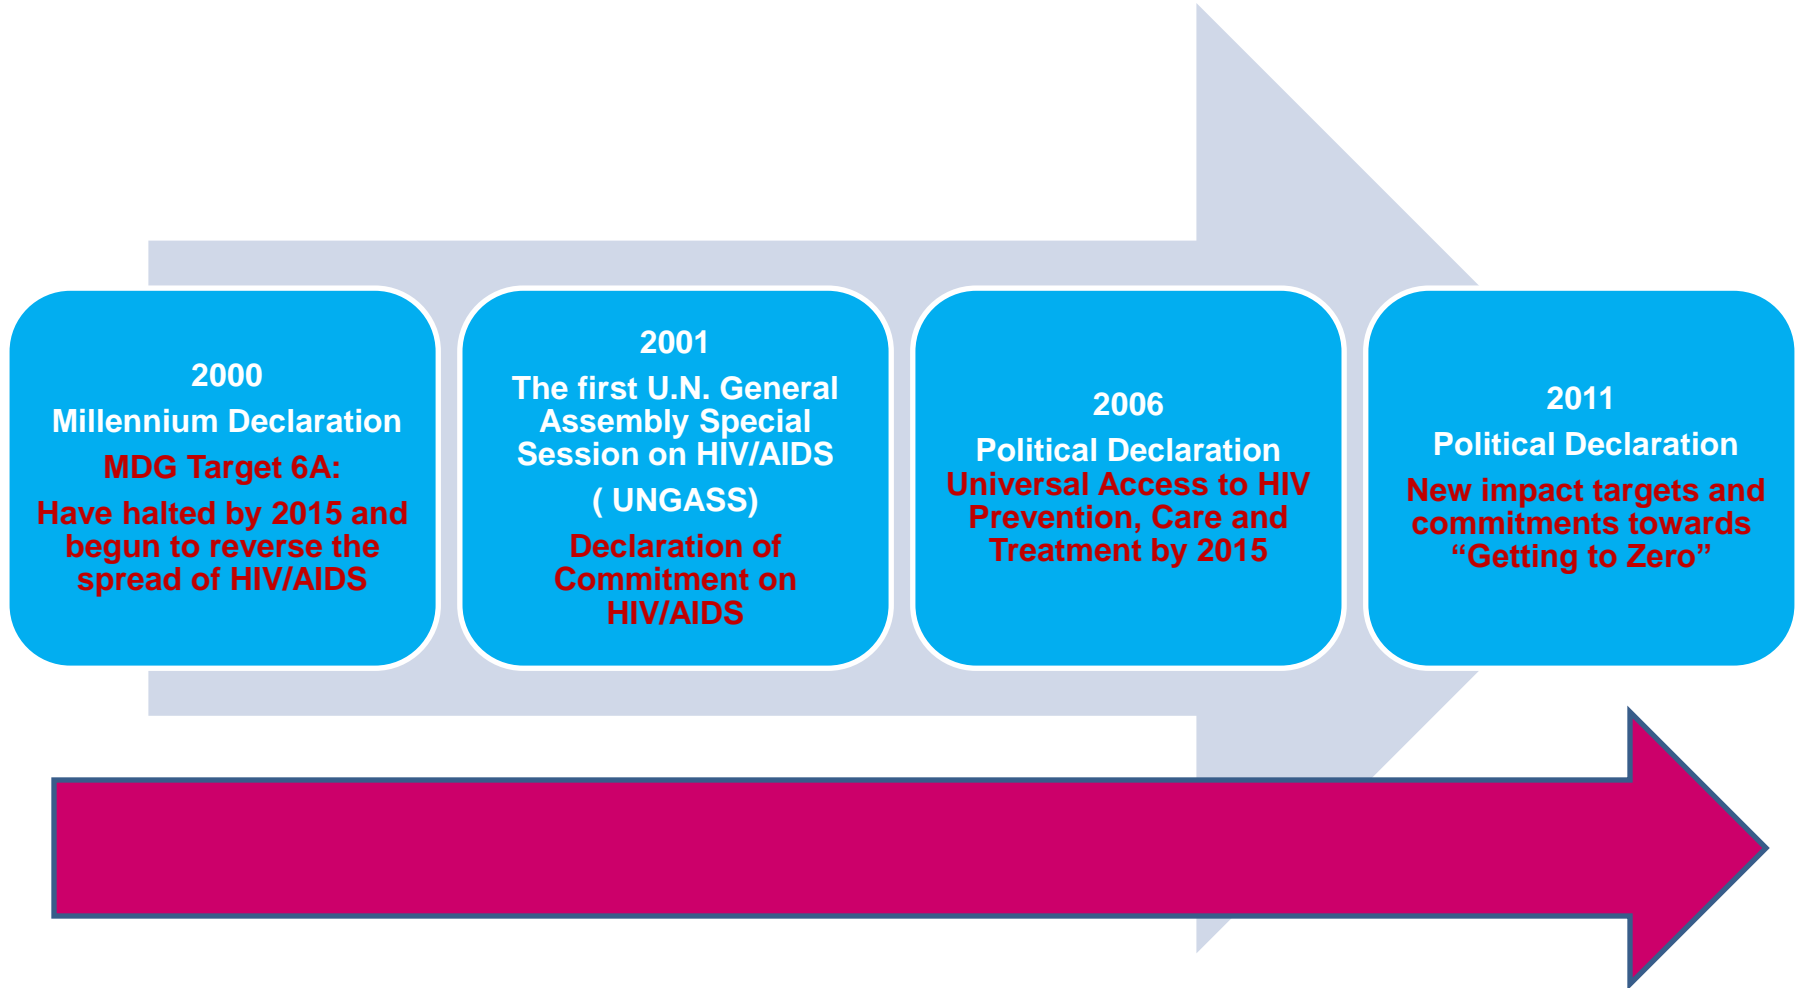 2000
Millennium Declaration
MDG Target 6A:
Have halted by 2015 and
begun to reverse the
spread of HIV/AIDS
2001
The first U.N. General
Assembly Special
Session on HIV/AIDS
( UNGASS)
Declaration of
Commitment on
HIV/AIDS
2006
Political Declaration
Universal Access to HIV
Prevention, Care and
Treatment by 2015
2011
Political Declaration
New impact targets and
commitments towards
“Getting to Zero”